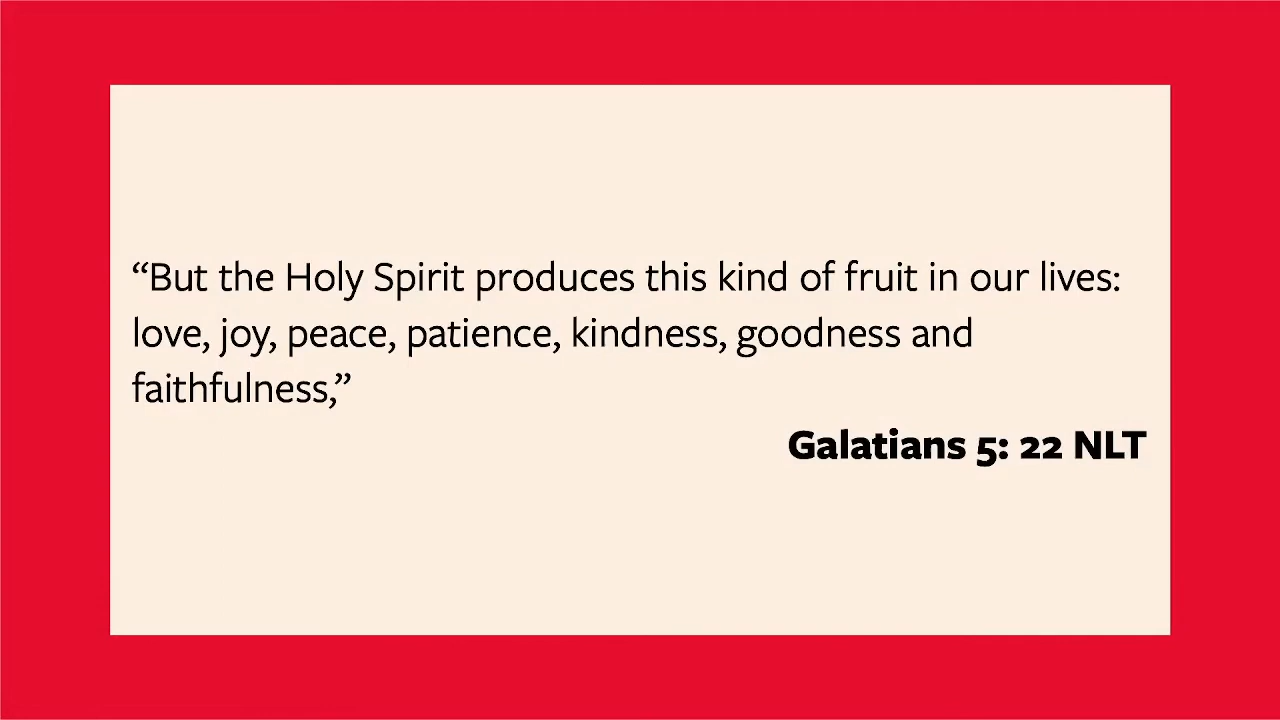 “But the Holy Spirit produces this kind of fruit in our lives:
love, joy, peace, patience, kindness, goodness and
faithfulness,”
Galatians 5: 22 NLT